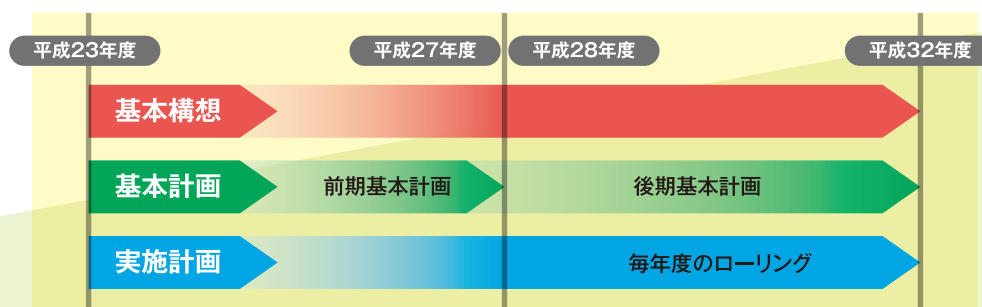 平成23年度
平成27年度
平成28年度
平成32年度
基本構想
基本計画
前期基本計画
後期基本計画
実施計画
毎年度のローリング